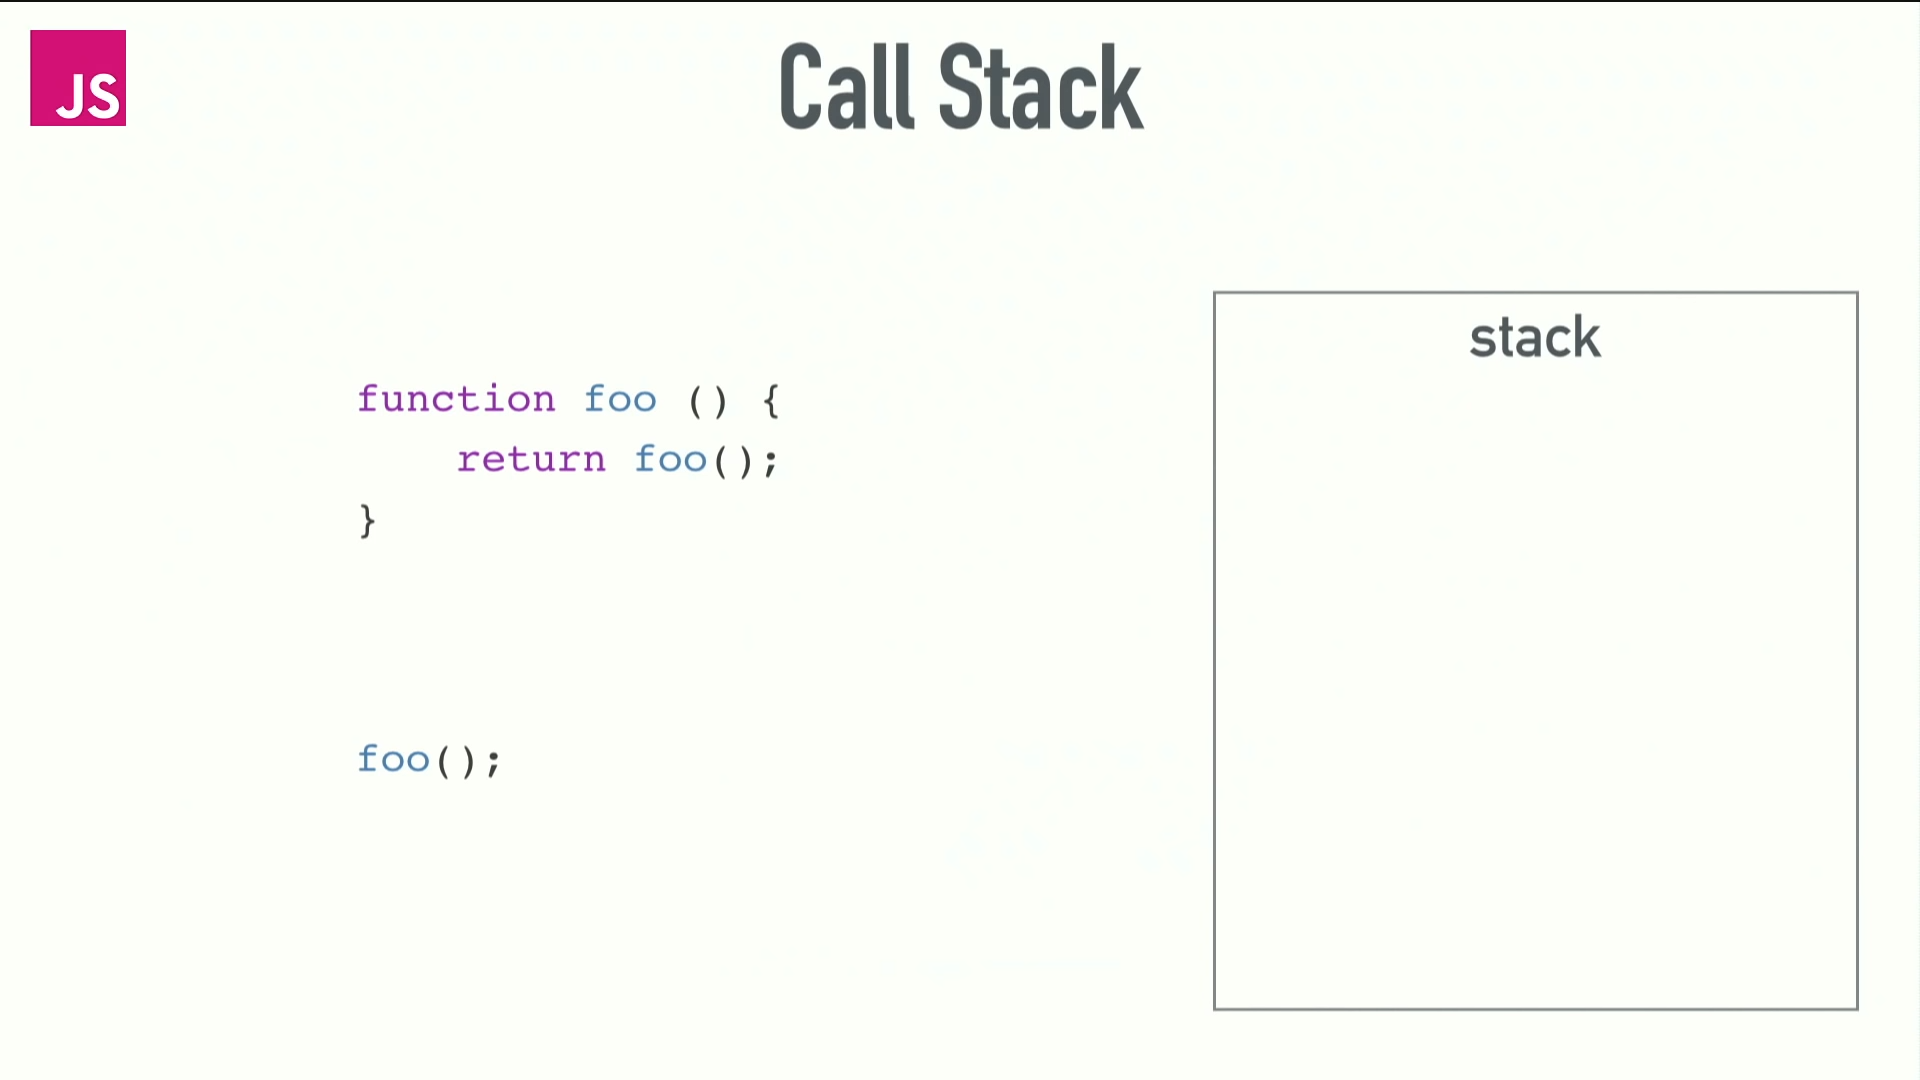 JS
Call Stack
stack
function foo () {
    return foo();
}
foo();